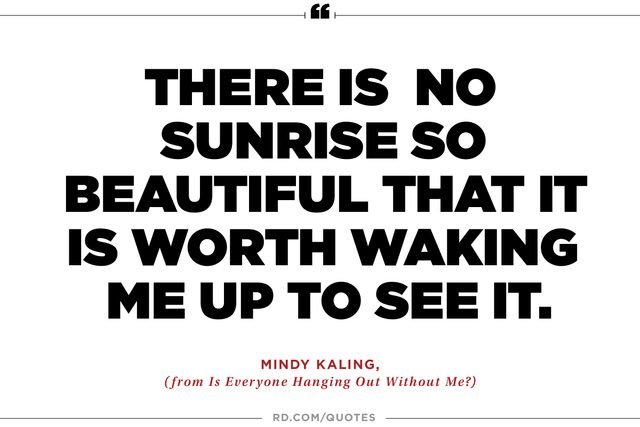 ❝
THERE IS NO
SUNRISE SO
BEAUTIFUL THAT IT
IS WORTH WAKING
ME UP TO SEE IT.
MINDY KALING,
(from Is Everyone Hanging Out Without Me?)
RD.COM/QUOTES